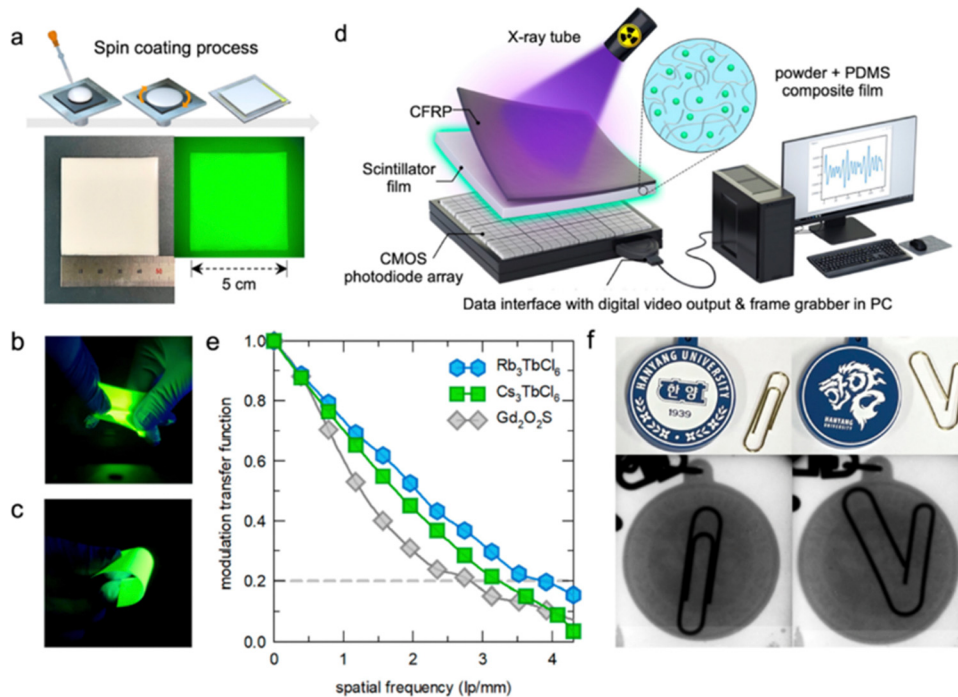 a
Spin coating process
5 cm
b
c
d
X-ray tube
CFRP
powder + PDMS
composite film
Scintillator
film
CMOS
photodiode array
Data interface with digital video output & frame grabber in PC
e
Rb₃TbCl₆
Cs₃TbCl₆
Gd₂O₂S
modulation transfer function
1.0
0.8
0.6
0.4
0.2
0.0
0
1
2
3
4
spatial frequency (lp/mm)
f
HANYANG UNIVERSITY
한양
1939
HANYANG
UNIVERSITY